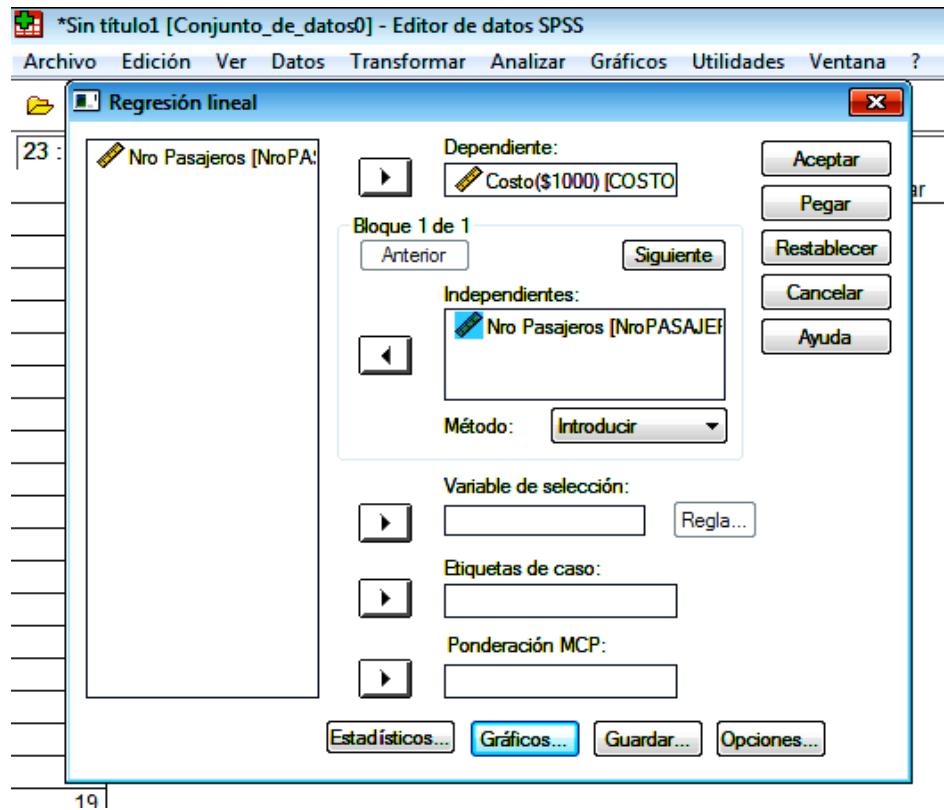 *Sin título1 [Conjunto_de_datos0] - Editor de datos SPSS
Archivo Edición Ver Datos Transformar Analizar Gráficos Utilidades Ventana ?
Regresión lineal
23 :
Nro Pasajeros [NroPA
Dependiente:
Costo($1000) [COSTO
Aceptar
ar
Pegar
Bloque 1 de 1
Anterior
Siguiente
Restablecer
Independientes:
Cancelar
Nro Pasajeros [NroPASAJE
Ayuda
Método: Introducir
Variable de selección:
Regla...
Etiquetas de caso:
Ponderación MCP:
Estadísticos... Gráficos... Guardar... Opciones...
19